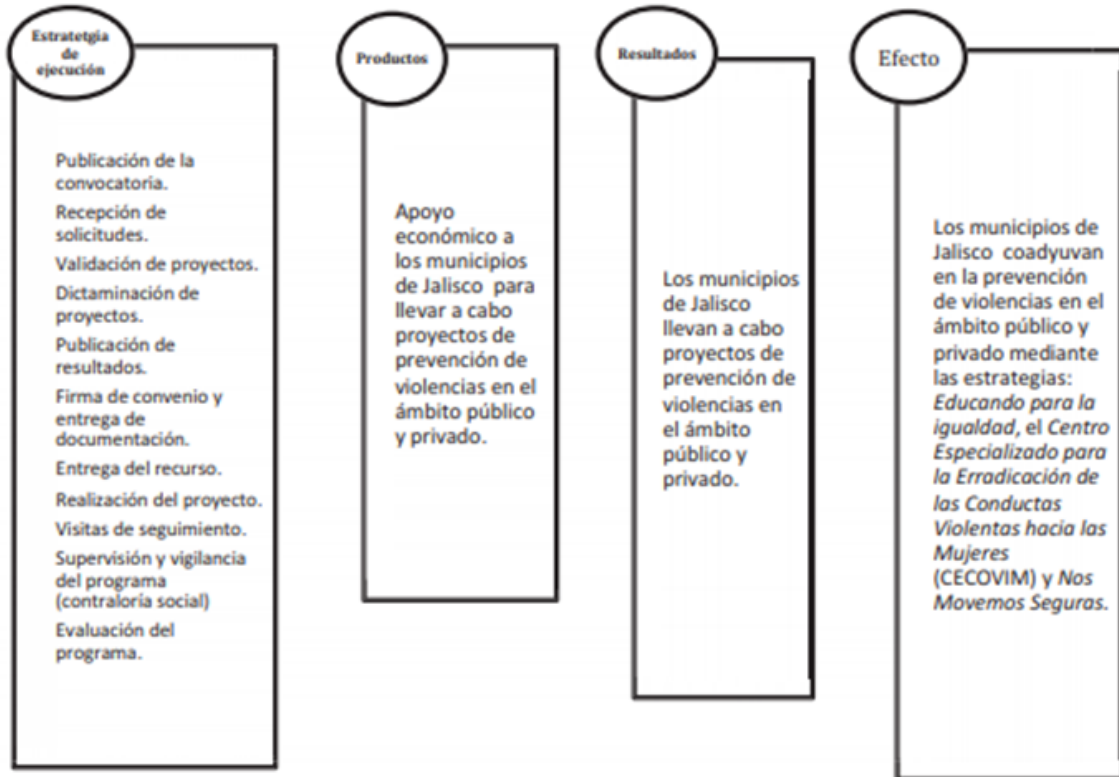 Estratetgia
de
ejecución
Publicación de la
convocatoria.
Recepción de
solicitudes.
Validación de proyectos.
Dictaminación de
proyectos.
Publicación de
resultados.
Firma de convenio y
entrega de
documentación.
Entrega del recurso.
Realización del proyecto.
Visitas de seguimiento.
Supervisión y vigilancia
del programa
(contraloría social)
Evaluación del
programa.
Productos
Apoyo
económico a
los municipios
de Jalisco para
llevar a cabo
proyectos de
prevención de
violencias en el
ámbito público
y privado.
Resultados
Los municipios
de Jalisco
llevan a cabo
proyectos de
prevención de
violencias en
el ámbito
público y
privado.
Efecto
Los municipios de
Jalisco coadyuvan
en la prevención
de violencias en el
ámbito público y
privado mediante
las estrategias:
Educando para la
igualdad, el Centro
Especializado para
la Erradicación de
las Conductas
Violentas hacia las
Mujeres
(CECOVIM) y Nos
Movemos Seguras.